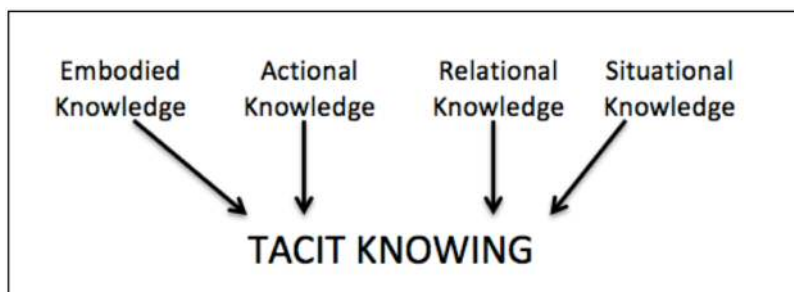 Embodied Knowledge
Actional Knowledge
Relational Knowledge
Situational Knowledge
TACIT KNOWING